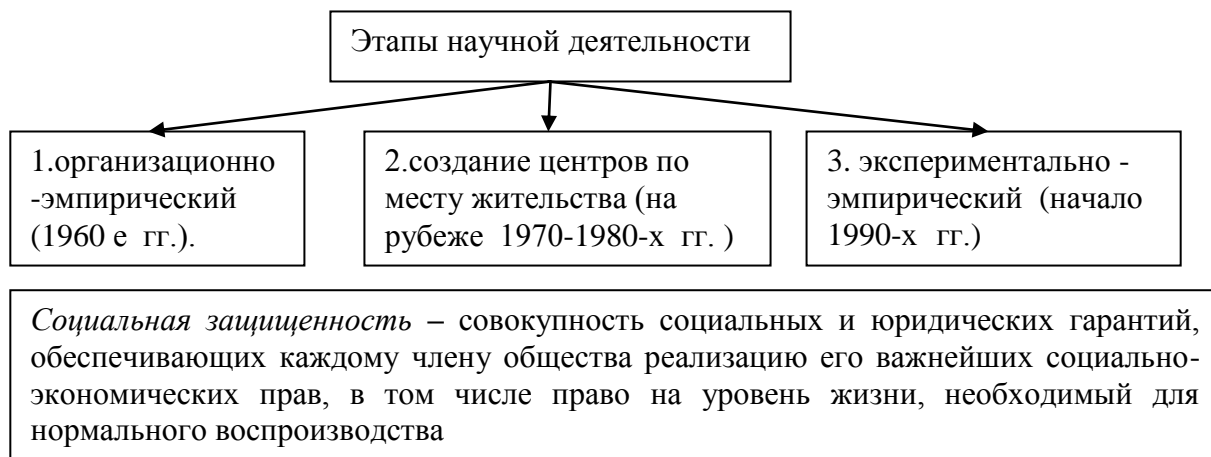 Этапы научной деятельности
1.организационно
-эмпирический
(1960 е гг.).
2.создание центров по
месту жительства (на
рубеже 1970-1980-х гг. )
3. экспериментально -
эмпирический (начало
1990-х гг.)
Социальная защищенность – совокупность социальных и юридических гарантий,
обеспечивающих каждому члену общества реализацию его важнейших социально-
экономических прав, в том числе право на уровень жизни, необходимый для
нормального воспроизводства